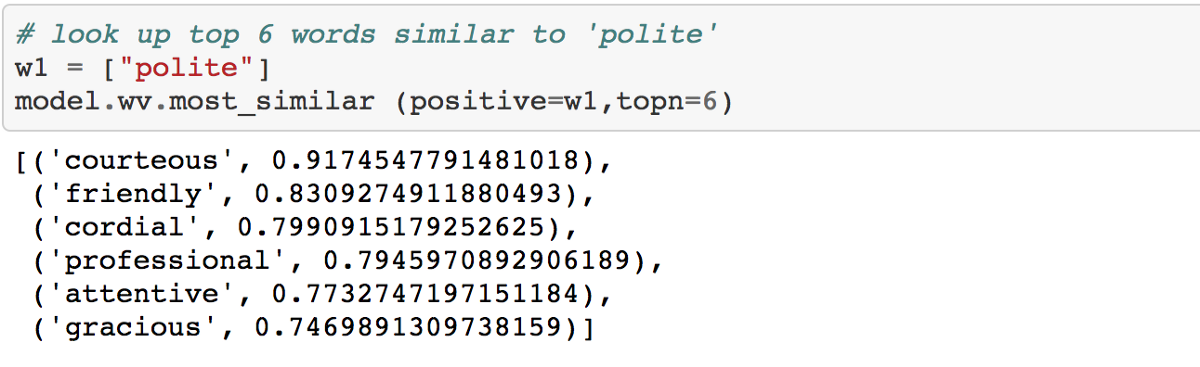 # look up top 6 words similar to 'polite'
w1 = ["polite"]
model.wv.most_similar (positive=w1,topn=6)
[('courteous', 0.9174547791481018),
('friendly', 0.8309274911880493),
('cordial', 0.7990915179252625),
('professional', 0.7945970892906189),
('attentive', 0.7732747197151184),
('gracious', 0.7469891309738159)]